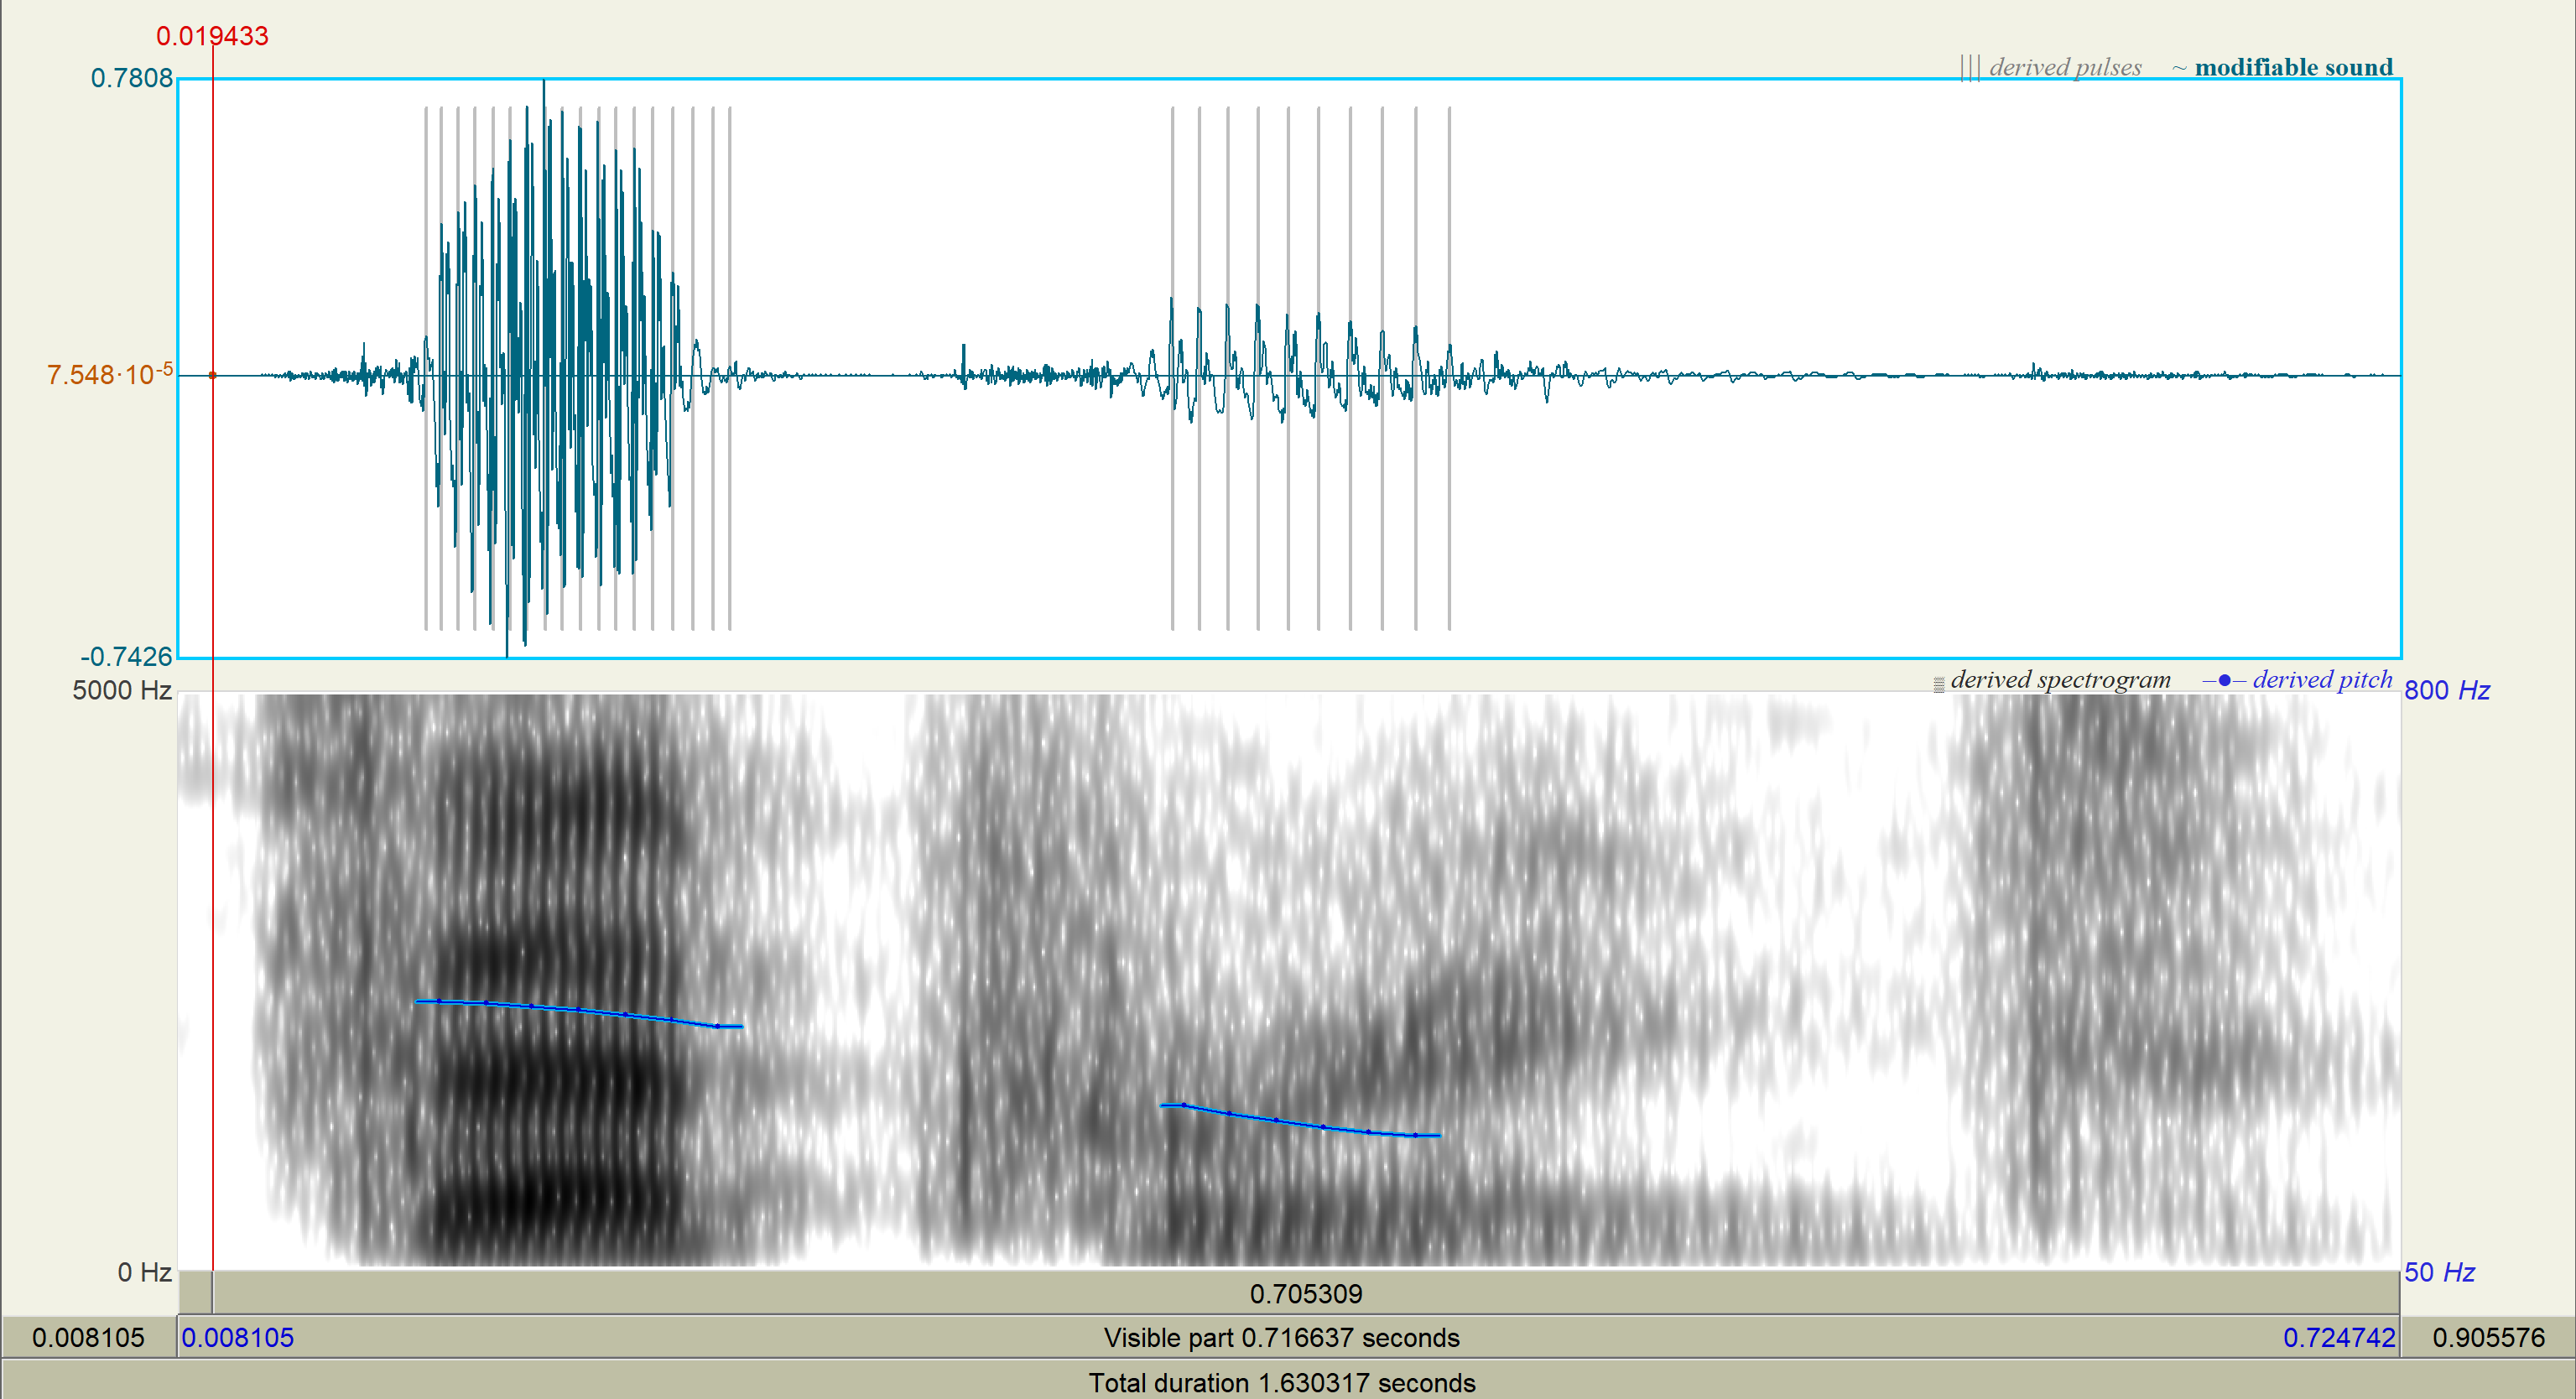 0.019433
0.7808
||| derived pulses ~ modifiable sound
7.548·10⁻⁵
-0.7426
5000 Hz
derived spectrogram –●– derived pitch
800 Hz
0 Hz
50 Hz
0.705309
0.008105 0.008105 Visible part 0.716637 seconds 0.724742 0.905576
Total duration 1.630317 seconds